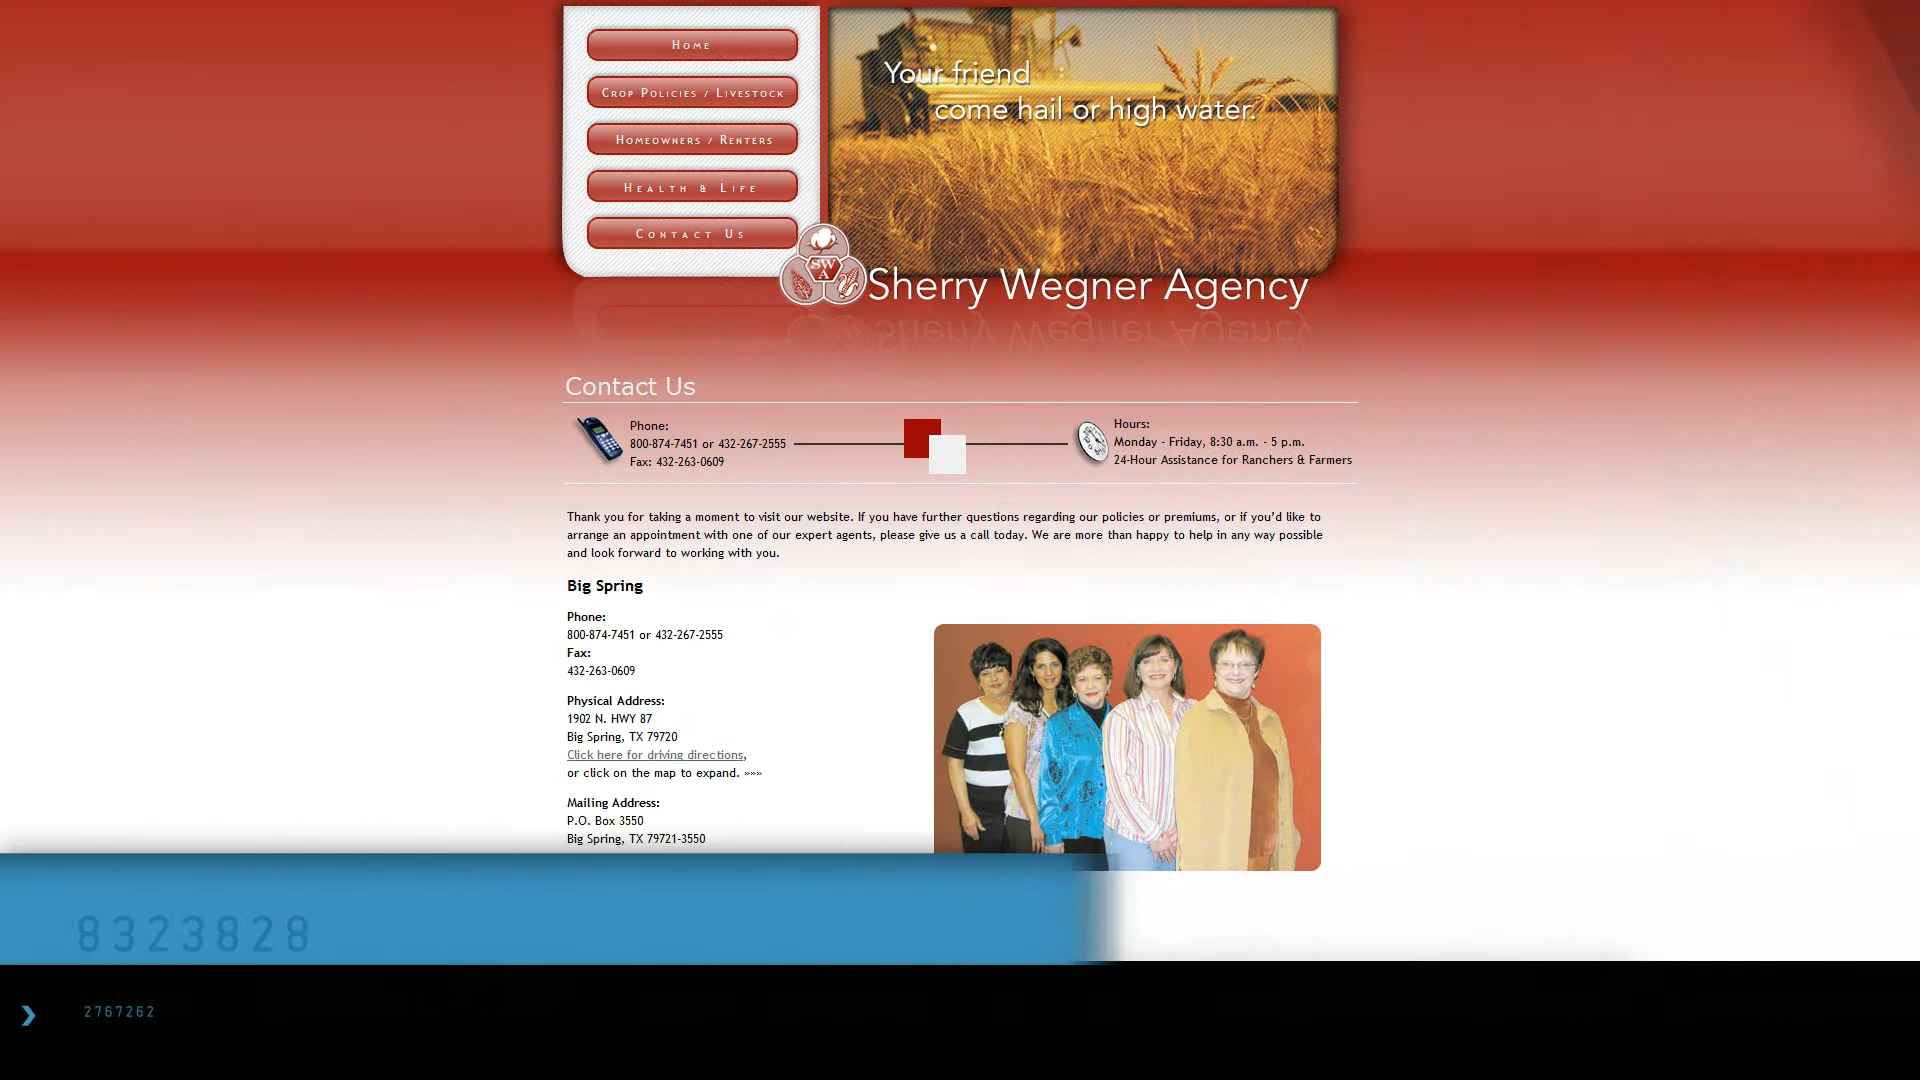 Home
Crop Policies / Livestock
Homeowners / Renters
Health & Life
Contact Us
Your friend
come hail or high water.
SW
A
Sherry Wegner Agency
Contact Us
Phone:
800-874-7451 or 432-267-2555
Fax: 432-263-0609
Hours:
Monday - Friday, 8:30 a.m. - 5 p.m.
24-Hour Assistance for Ranchers & Farmers
Thank you for taking a moment to visit our website. If you have further questions regarding our policies or premiums, or if you’d like to
arrange an appointment with one of our expert agents, please give us a call today. We are more than happy to help in any way possible
and look forward to working with you.
Big Spring
Phone:
800-874-7451 or 432-267-2555
Fax:
432-263-0609
Physical Address:
1902 N. HWY 87
Big Spring, TX 79720
Click here for driving directions,
or click on the map to expand. »»»
Mailing Address:
P.O. Box 3550
Big Spring, TX 79721-3550
8323828
2767262